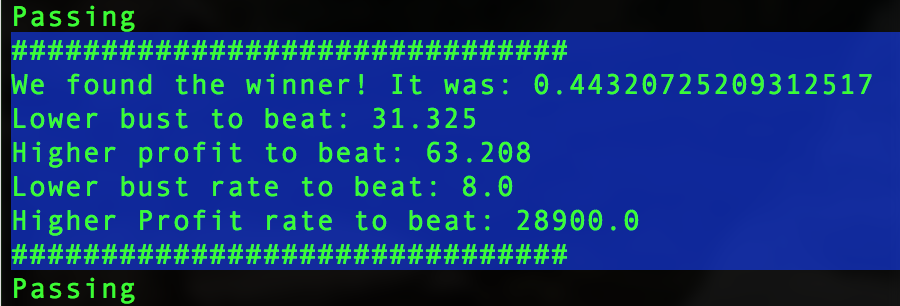 Passing
###############################
We found the winner! It was: 0.44320725209312517
Lower bust to beat: 31.325
Higher profit to beat: 63.208
Lower bust rate to beat: 8.0
Higher Profit rate to beat: 28900.0
###############################
Passing